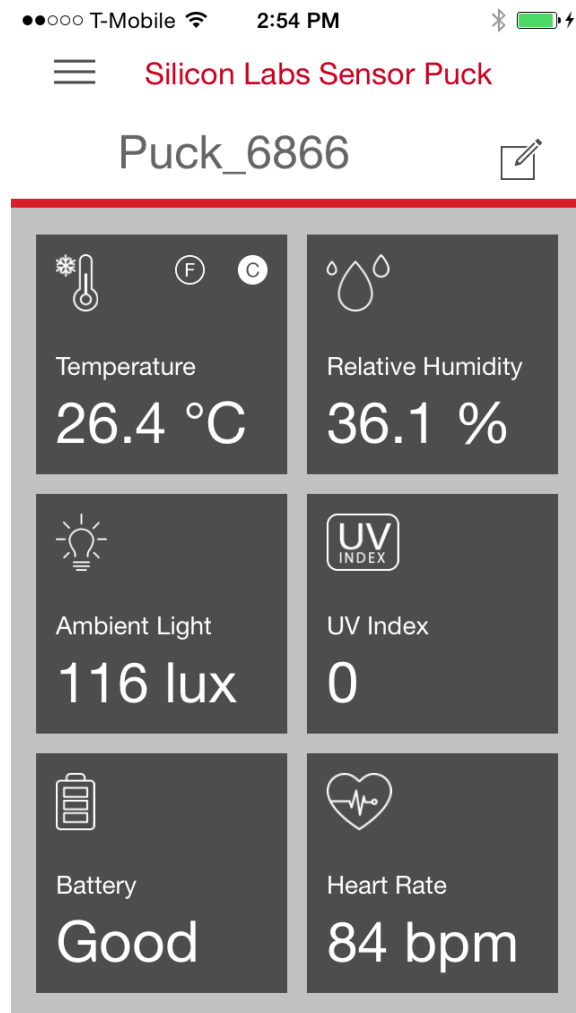 T-Mobile 2:54 PM
Silicon Labs Sensor Puck
Puck_6866
F C
Temperature
26.4 °C
Relative Humidity
36.1 %
Ambient Light
116 lux
UV
INDEX
UV Index
0
Battery
Good
Heart Rate
84 bpm